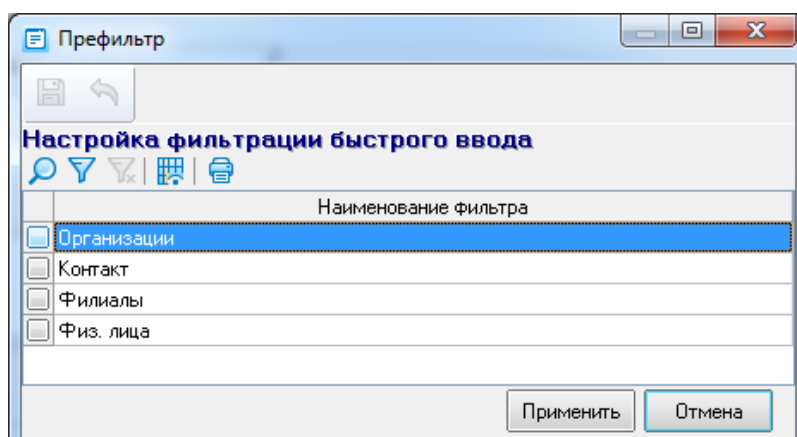 Префильтр
Настройка фильтрации быстрого ввода
Наименование фильтра
Организации
Контакт
Филиалы
Физ. лица
Применить Отмена